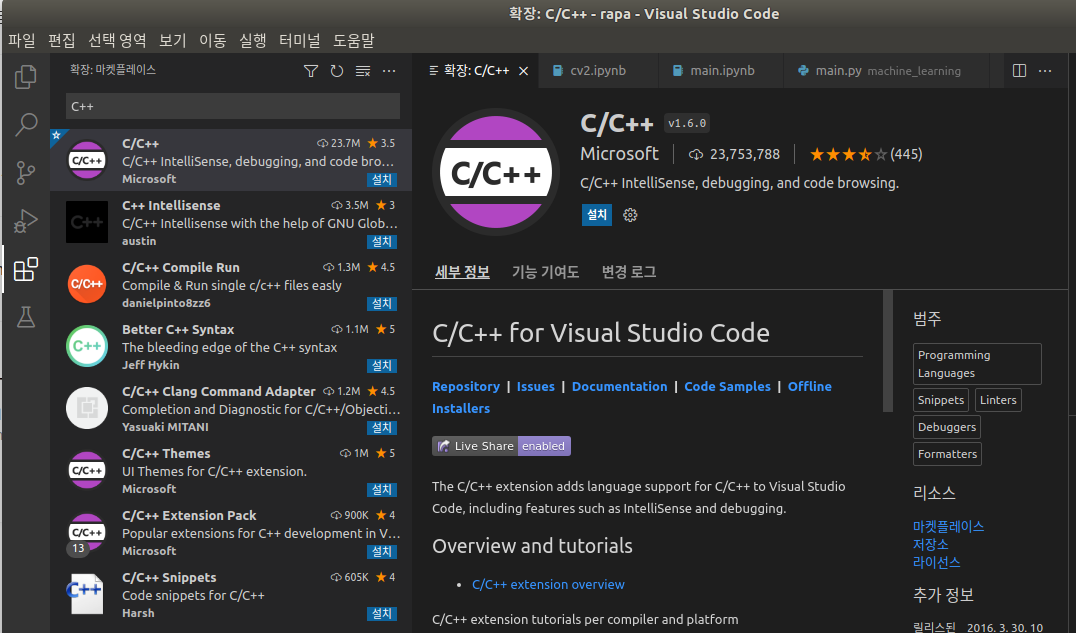 확장: C/C++ - rapa - Visual Studio Code
파일 편집 선택 영역 보기 이동 실행 터미널 도움말
확장: 마켓플레이스
C++
C/C++ 23.7M 3.5
C/C++ IntelliSense, debugging, and code bro...
Microsoft 설치
C++ Intellisense 3.5M 3
C/C++ Intellisense with the help of GNU Glob...
austin 설치
C/C++ Compile Run 1.3M 4.5
Compile & Run single c/c++ files easly
danielpinto8zz6 설치
Better C++ Syntax 1.1M 5
The bleeding edge of the C++ syntax
Jeff Hykin 설치
C/C++ Clang Command Adapter 1.2M 4.5
Completion and Diagnostic for C/C++/Objecti...
Yasuaki MITANI 설치
C/C++ Themes 1M 5
UI Themes for C/C++ extension.
Microsoft 설치
C/C++ Extension Pack 900K 4
Popular extensions for C++ development in V...
Microsoft 설치
13
C/C++ Snippets 605K 4
Code snippets for C/C++
Harsh 설치
C/C++
C++
C/C++
C++
C/C++
C/C++
C++
확장: C/C++ cv2.ipynb main.ipynb main.py machine_learning
C/C++
C/C++ v1.6.0
Microsoft 23,753,788 (445)
C/C++ IntelliSense, debugging, and code browsing.
설치
세부 정보 기능 기여도 변경 로그
C/C++ for Visual Studio Code
Repository | Issues | Documentation | Code Samples | Offline
Installers
Live Share enabled
The C/C++ extension adds language support for C/C++ to Visual Studio
Code, including features such as IntelliSense and debugging.
Overview and tutorials
• C/C++ extension overview
C/C++ extension tutorials per compiler and platform
범주
Programming
Languages
Snippets Linters
Debuggers
Formatters
리소스
마켓플레이스
저장소
라이선스
추가 정보
릴리스된 2016. 3. 30. 10